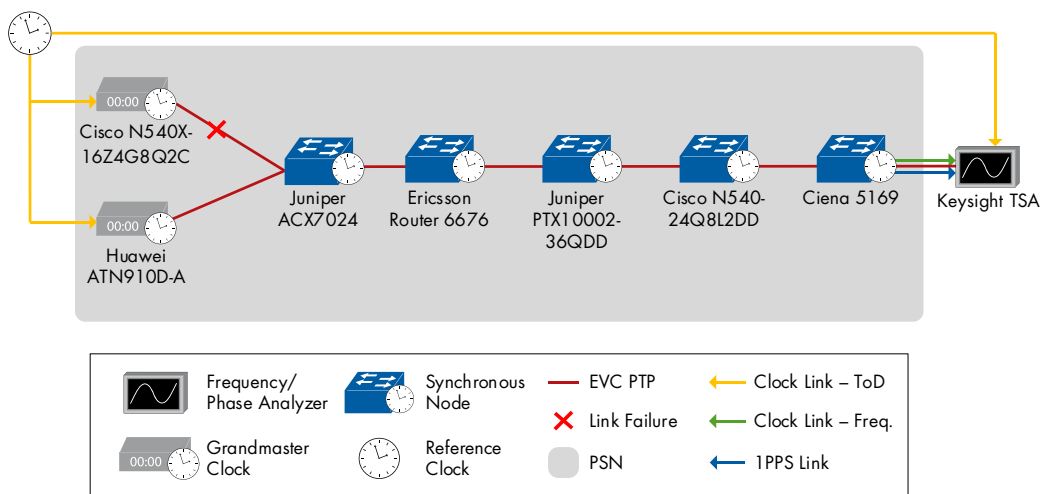 00:00
Cisco N540X-
16Z4G8Q2C
00:00
Huawei
ATN910D-A
Juniper
ACX7024
Ericsson
Router 6676
Juniper
PTX10002-
36QDD
Cisco N540-
24Q8L2DD
Ciena 5169
Keysight TSA
Frequency/
Phase Analyzer
Synchronous
Node
EVC PTP
Clock Link – ToD
Link Failure
Clock Link – Freq.
00:00
Grandmaster
Clock
Reference
Clock
PSN
1PPS Link